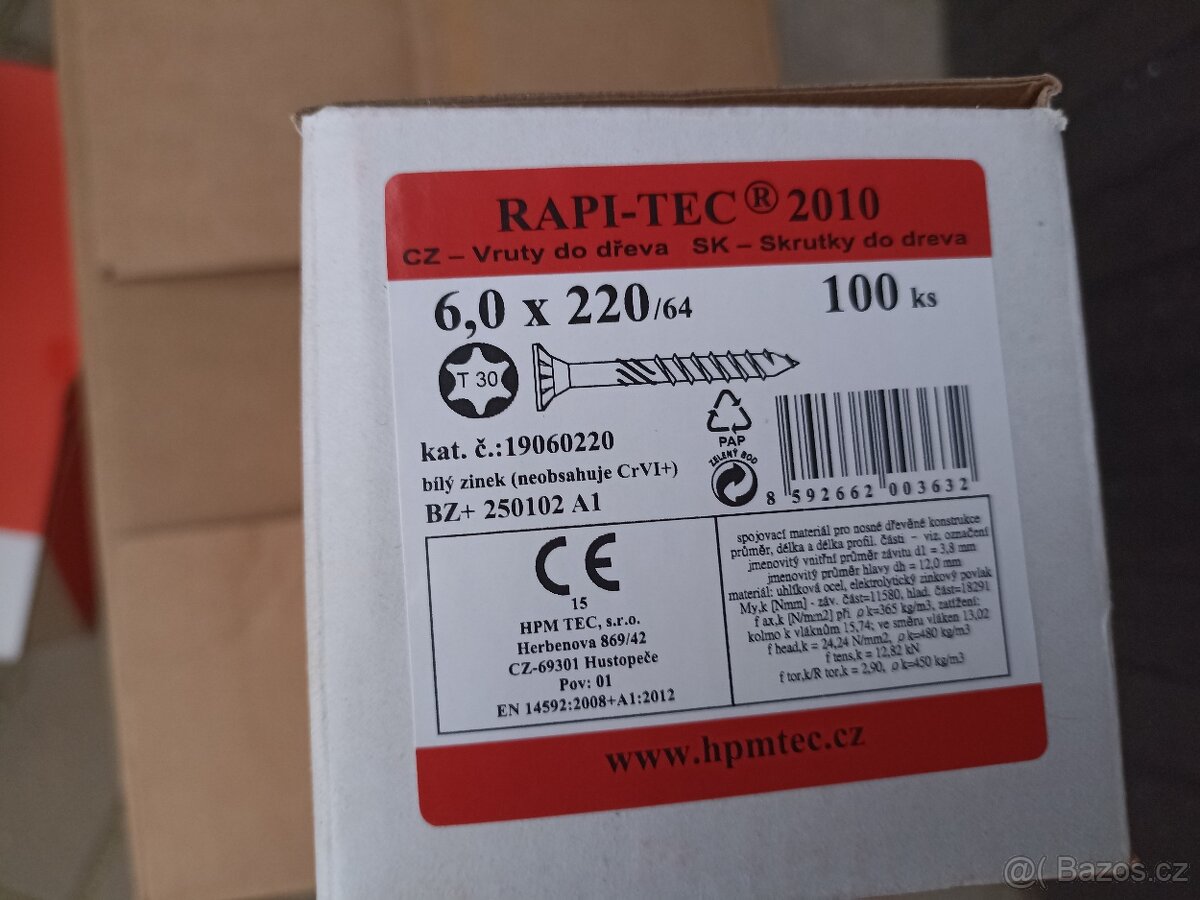 RAPI-TEC® 2010
CZ – Vruty do dřeva SK – Skrutky do dreva
6,0 x 220/64 100 ks
T 30
PAP
ZELENÝ BOD
kat. č.:19060220
bílý zinek (neobsahuje CrVI+)
BZ+ 250102 A1
8 592662 003632
CE
15
HPM TEC, s.r.o.
Herbenova 869/42
CZ-69301 Hustopeče
Pov: 01
EN 14592:2008+A1:2012
spojovací materiál pro nosné dřevěné konstrukce
průměr, délka a délka profil. části - viz. označení
jmenovitý vnitřní průměr závitu d1 = 3,8 mm
jmenovitý průměr hlavy dh = 12,0 mm
materiál: uhlíková ocel, elektrolytický zinkový povlak
My,k [Nmm] - záv. část=11580, hlad. část=18291
f ax,k [N/mm2] při ρ k=365 kg/m3, zatížení:
kolmo k vláknům 15,74; ve směru vláken 13,02
f head,k = 24,24 N/mm2, ρ k=480 kg/m3
f tens,k = 12,82 kN
f tor,k/R tor,k = 2,90, ρ k=450 kg/m3
www.hpmtec.cz
@( Bazos.cz